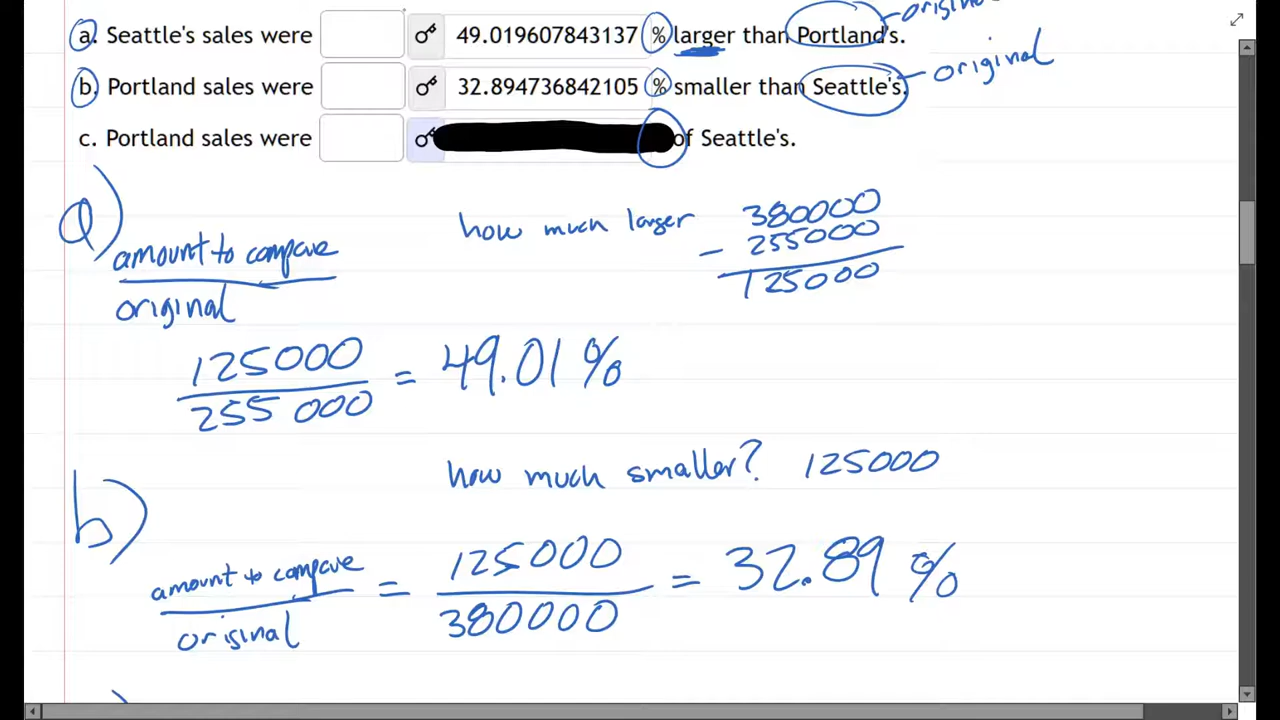 original
a. Seattle's sales were 49.019607843137 % larger than Portland's.
b. Portland sales were 32.894736842105 % smaller than Seattle's.
original
c. Portland sales were of Seattle's.
a)
how much larger
380000
- 255000
125000
amount to compare
original
125000
255 000
= 49.01 %
how much smaller? 125000
b)
amount to compare
original
=
125000
380000
= 32.89 %